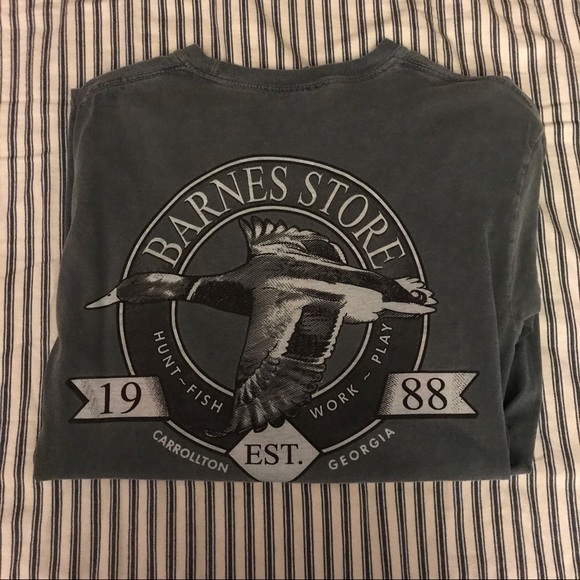 BARNES STORE
HUNT~FISH
WORK ~ PLAY
19
88
EST.
CARROLLTON
GEORGIA